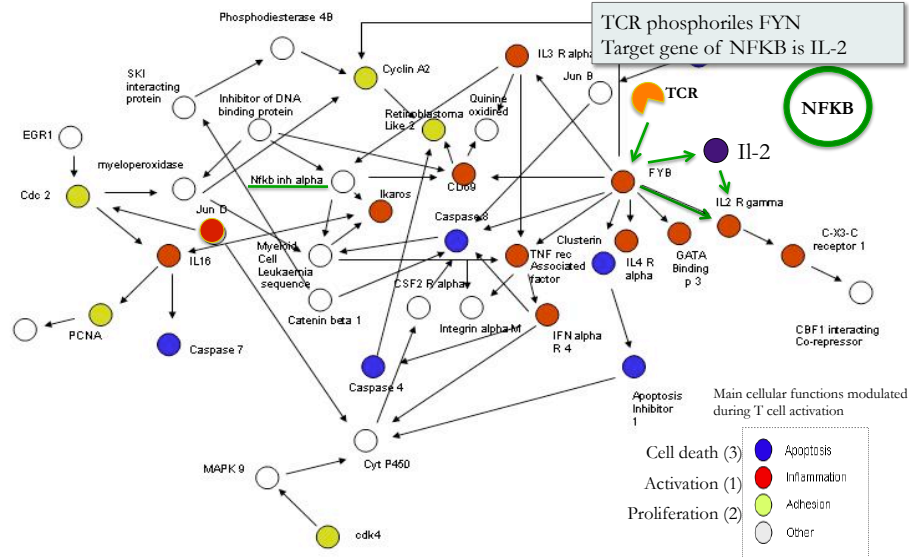 TCR phosphoriles FYN
Target gene of NFKB is IL-2
Phosphodiesterase 4B
IL3 R alpha
Cyclin A2
Jun B
SKI
interacting
protein
TCR
NFKB
Inhibitor of DNA
binding protein
Retinoblastoma
Like 2
Quinine
oxidired
EGR1
Il-2
myeloperoxidase
Nfkb inh alpha
FYB
CD69
Cdc 2
Ikaros
IL2 R gamma
Jun D
Caspase 8
C-X3-C
receptor 1
Clusterin
IL16
Myeloid
Cell
Leukaemia
sequence
TNF rec
Associated
factor
IL4 R
alpha
GATA
Binding
p 3
CSF2 R alpha
Catenin beta 1
Integrin alpha M
CBF1 interacting
Co-repressor
PCNA
IFN alpha
R 4
Caspase 7
Caspase 4
Apoptosis
Inhibitor
1
Main cellular functions modulated
during T cell activation
Cyt P450
MAPK 9
cdk4
Cell death (3)
Apoptosis
Activation (1)
Inflammation
Proliferation (2)
Adhesion
Other